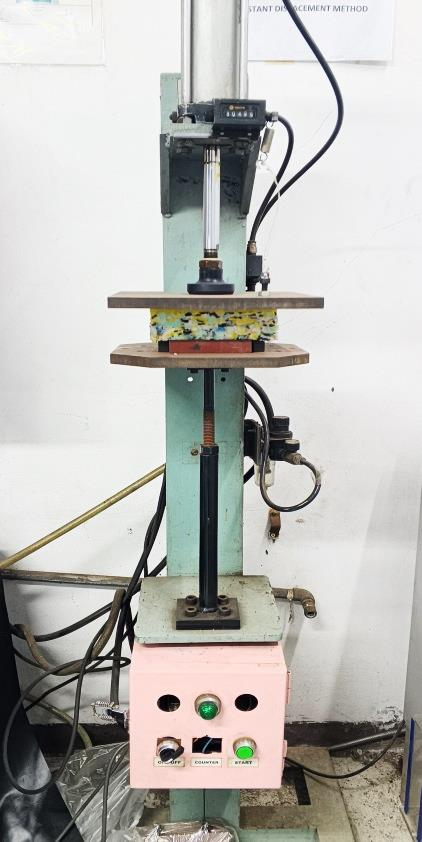 STANT DISPLACEMENT METHOD
ON-OFF
COUNTER
START